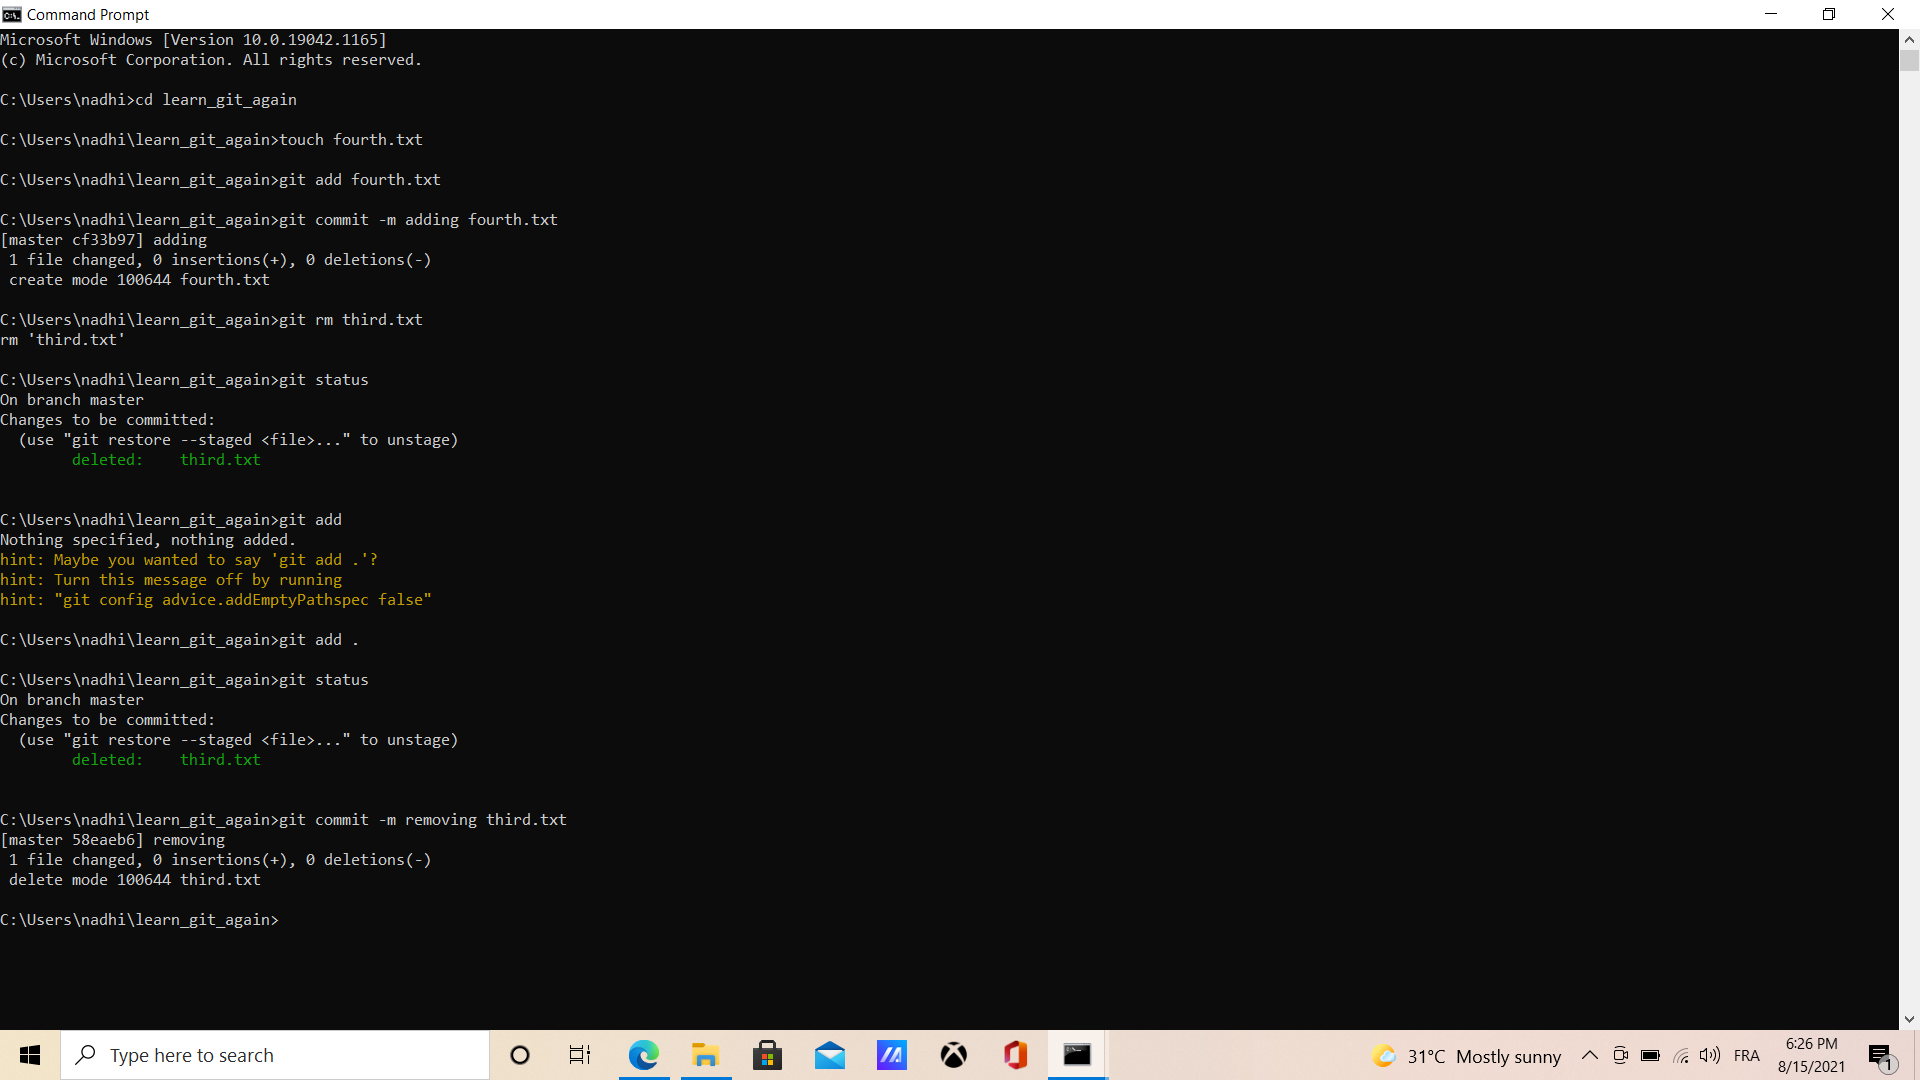 Command Prompt
Microsoft Windows [Version 10.0.19042.1165]
(c) Microsoft Corporation. All rights reserved.
C:\Users\nadhi>cd learn_git_again
C:\Users\nadhi\learn_git_again>touch fourth.txt
C:\Users\nadhi\learn_git_again>git add fourth.txt
C:\Users\nadhi\learn_git_again>git commit -m adding fourth.txt
[master cf33b97] adding
 1 file changed, 0 insertions(+), 0 deletions(-)
 create mode 100644 fourth.txt
C:\Users\nadhi\learn_git_again>git rm third.txt
rm 'third.txt'
C:\Users\nadhi\learn_git_again>git status
On branch master
Changes to be committed:
  (use "git restore --staged <file>..." to unstage)
        deleted:    third.txt
C:\Users\nadhi\learn_git_again>git add
Nothing specified, nothing added.
hint: Maybe you wanted to say 'git add .'?
hint: Turn this message off by running
hint: "git config advice.addEmptyPathspec false"
C:\Users\nadhi\learn_git_again>git add .
C:\Users\nadhi\learn_git_again>git status
On branch master
Changes to be committed:
  (use "git restore --staged <file>..." to unstage)
        deleted:    third.txt
C:\Users\nadhi\learn_git_again>git commit -m removing third.txt
[master 58eaeb6] removing
 1 file changed, 0 insertions(+), 0 deletions(-)
 delete mode 100644 third.txt
C:\Users\nadhi\learn_git_again>
Type here to search
31°C Mostly sunny
FRA
6:26 PM
8/15/2021
1